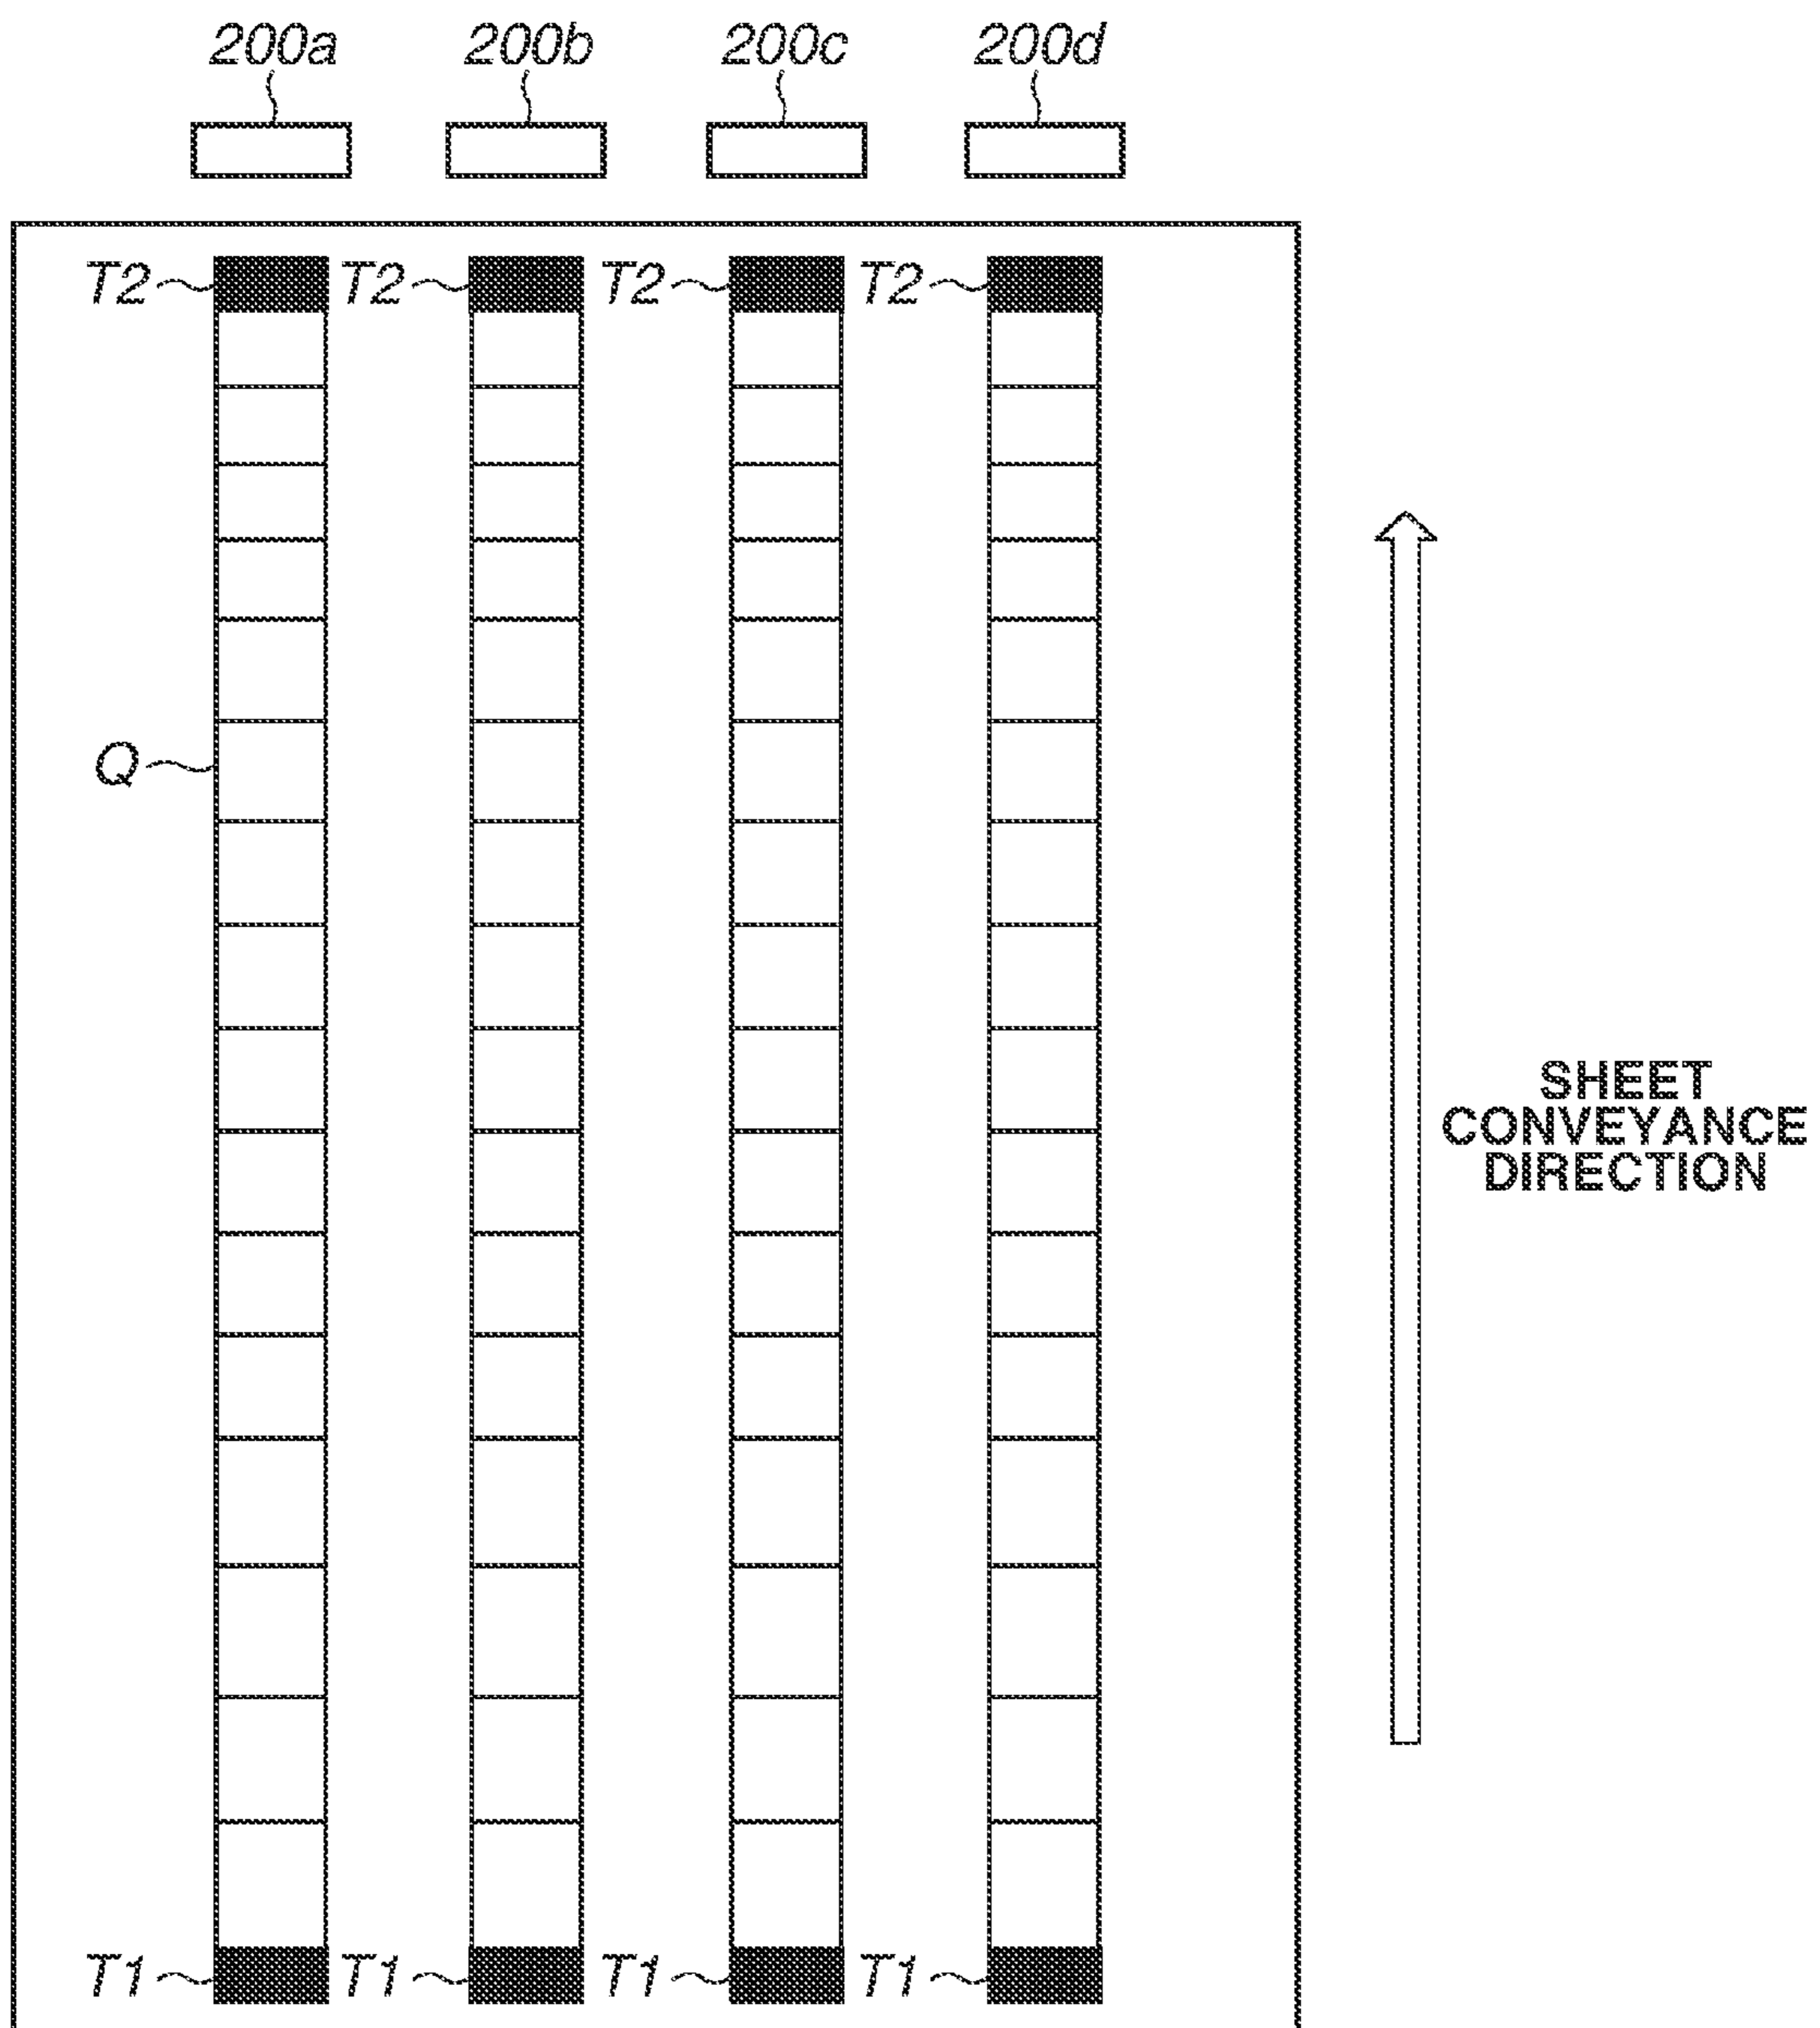 200a 200b 200c 200d
T2 T2 T2 T2
Q
SHEET
CONVEYANCE
DIRECTION
T1 T1 T1 T1